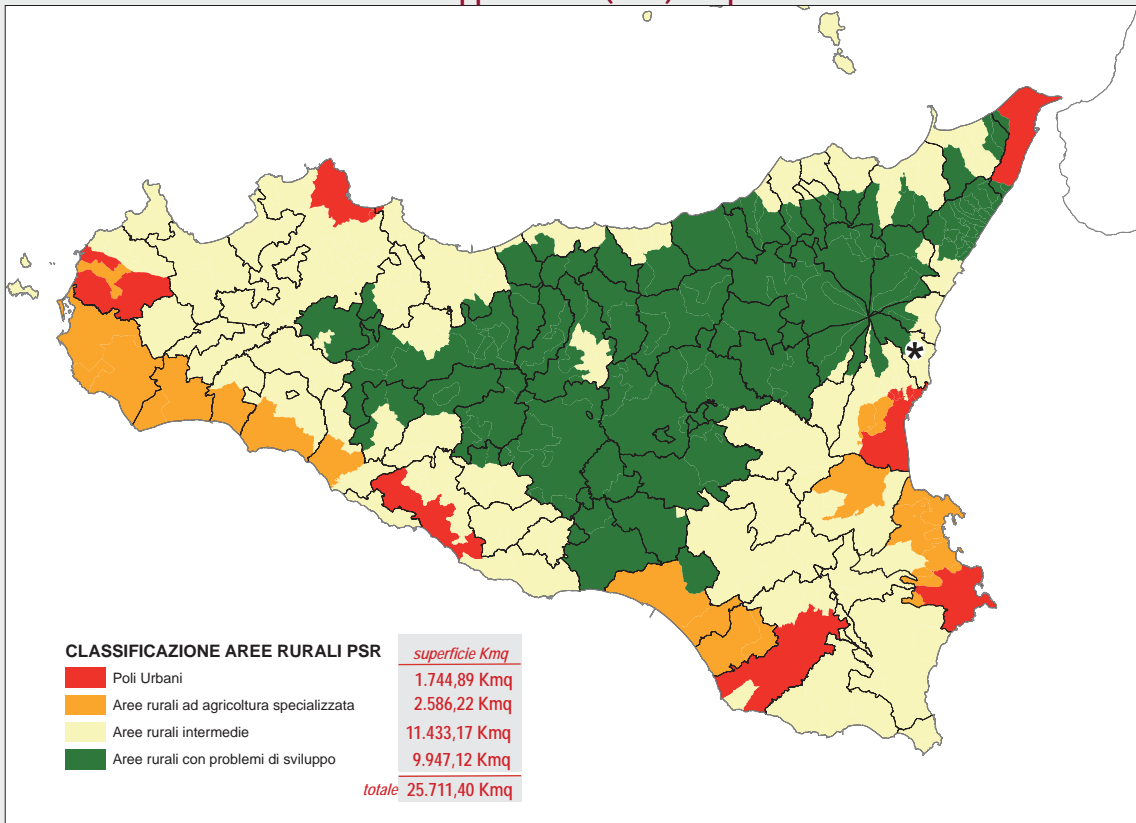 *
CLASSIFICAZIONE AREE RURALI PSR superficie Kmq
Poli Urbani 1.744,89 Kmq
Aree rurali ad agricoltura specializzata 2.586,22 Kmq
Aree rurali intermedie 11.433,17 Kmq
Aree rurali con problemi di sviluppo 9.947,12 Kmq
totale 25.711,40 Kmq